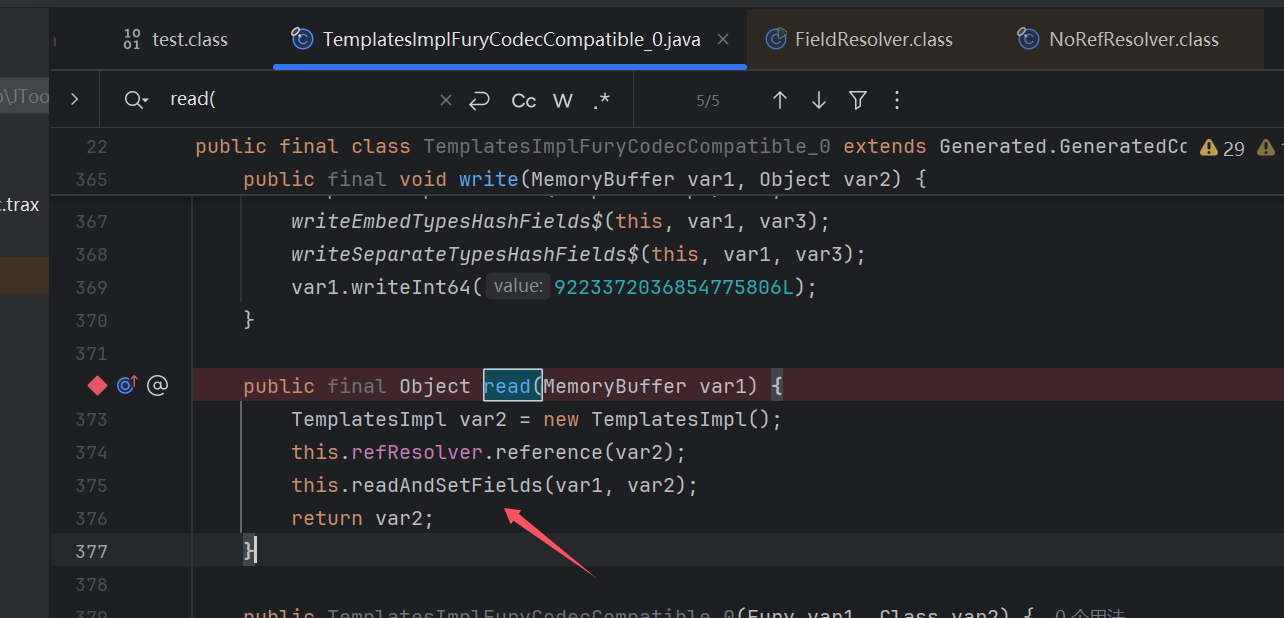 test.class TemplatesImplFuryCodecCompatible_0.java FieldResolver.class NoRefResolver.class
read( Cc W .* 5/5
22 public final class TemplatesImplFuryCodecCompatible_0 extends Generated.GeneratedCc 29
365 public final void write(MemoryBuffer var1, Object var2) {
c.trax
367 writeEmbedTypesHashFields$(this, var1, var3);
368 writeSeparateTypesHashFields$(this, var1, var3);
369 var1.writeInt64( value: 9223372036854775806L);
370 }
371
public final Object read(MemoryBuffer var1) {
373 TemplatesImpl var2 = new TemplatesImpl();
374 this.refResolver.reference(var2);
375 this.readAndSetFields(var1, var2);
376 return var2;
377 }
378
379 public TemplatesImplFuryCodecCompatible_0(Fury var1, Class var2) { 0 个用法